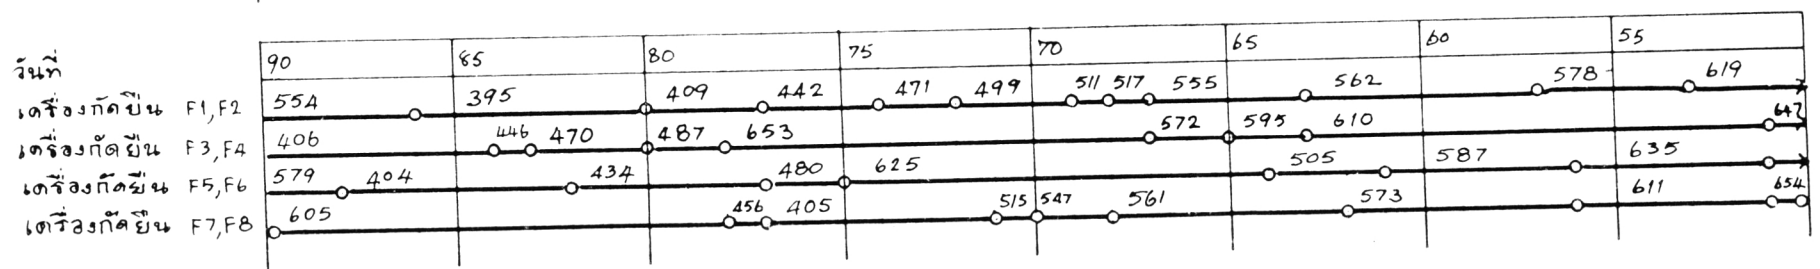 90 85 80 75 70 65 60 55
วันที่
เครื่องกัดยืน F1,F2 554 395 409 442 471 499 511 517 555 562 578 619
เครื่องกัดยืน F3,F4 406 446 470 487 653 572 595 610 647
เครื่องกัดยืน F5,F6 579 404 434 480 625 505 587 635
เครื่องกัดยืน F7,F8 605 456 405 515 547 561 573 611 654